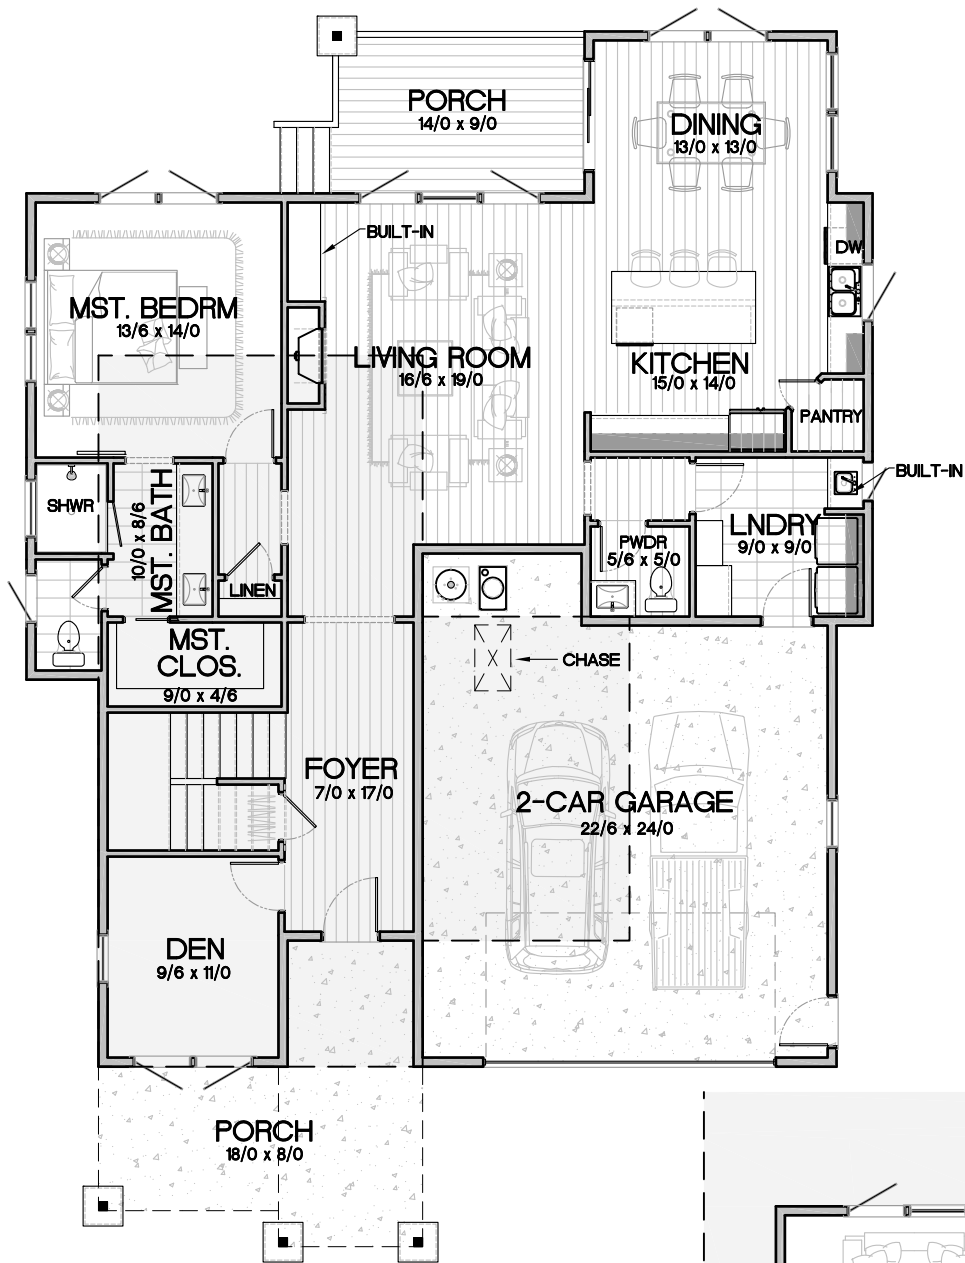 PORCH
14/0 x 9/0
DINING
13/0 x 13/0
BUILT-IN
DW
MST. BEDRM
13/6 x 14/0
LIVING ROOM
16/6 x 19/0
KITCHEN
15/0 x 14/0
PANTRY
SHWR
MST. BATH
10/0 x 8/6
BUILT-IN
LNDRY
9/0 x 9/0
PWDR
5/6 x 5/0
LINEN
MST.
CLOS.
9/0 x 4/6
CHASE
FOYER
7/0 x 17/0
2-CAR GARAGE
22/6 x 24/0
DEN
9/6 x 11/0
PORCH
18/0 x 8/0